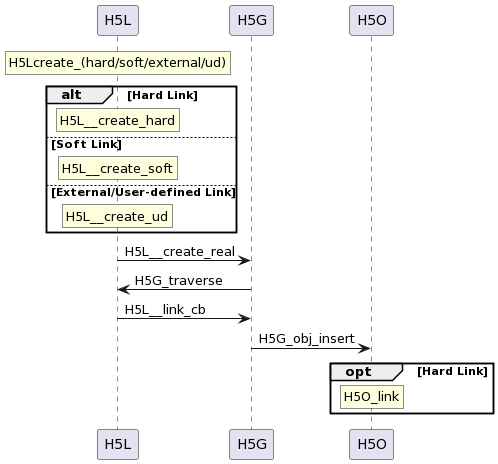 H5L H5G H5O
H5Lcreate_(hard/soft/external/ud)
alt [Hard Link]
H5L__create_hard
[Soft Link]
H5L__create_soft
[External/User-defined Link]
H5L__create_ud
H5L__create_real
H5G_traverse
H5L__link_cb
H5G_obj_insert
opt [Hard Link]
H5O_link
H5L H5G H5O